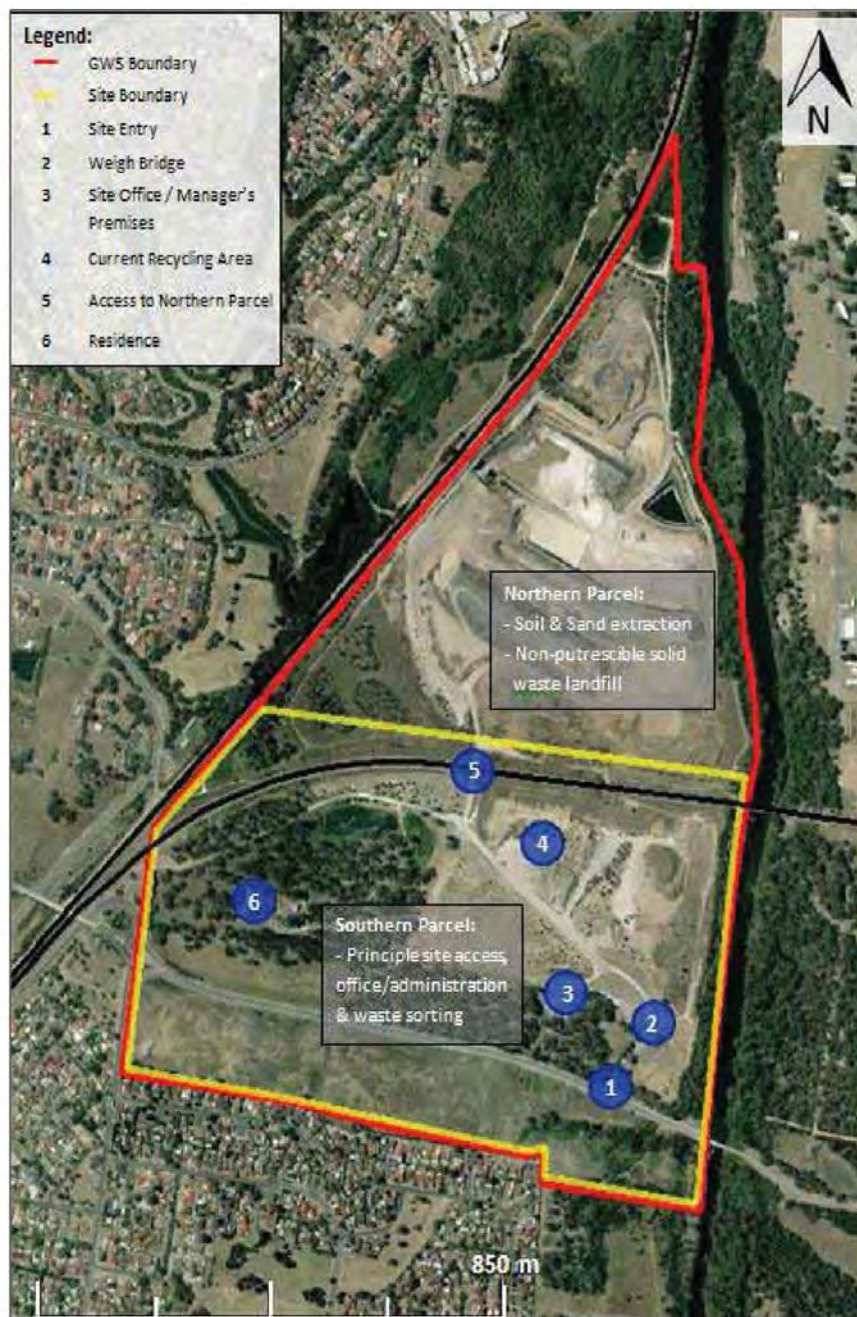 Legend:
GWS Boundary
Site Boundary
1 Site Entry
2 Weigh Bridge
3 Site Office / Manager's
Premises
4 Current Recycling Area
5 Access to Northern Parcel
6 Residence
N
Northern Parcel:
- Soil & Sand extraction
- Non-putrescible solid
waste landfill
5
4
6
Southern Parcel:
- Principle site access,
office/administration
& waste sorting
3
2
1
850 m